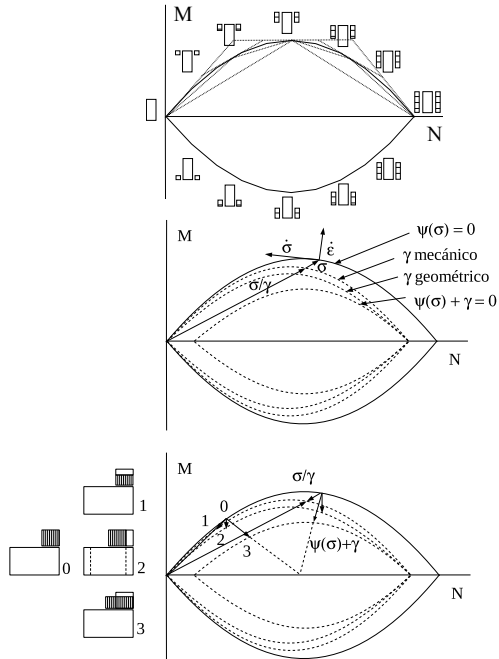 M
N
M
ψ(σ) = 0
σ̇
ε̇
γ mecánico
σ
γ geométrico
σ/γ
ψ(σ) + γ = 0
N
M
σ/γ
1
0
1
2
3
ψ(σ)+γ
0
2
N
3